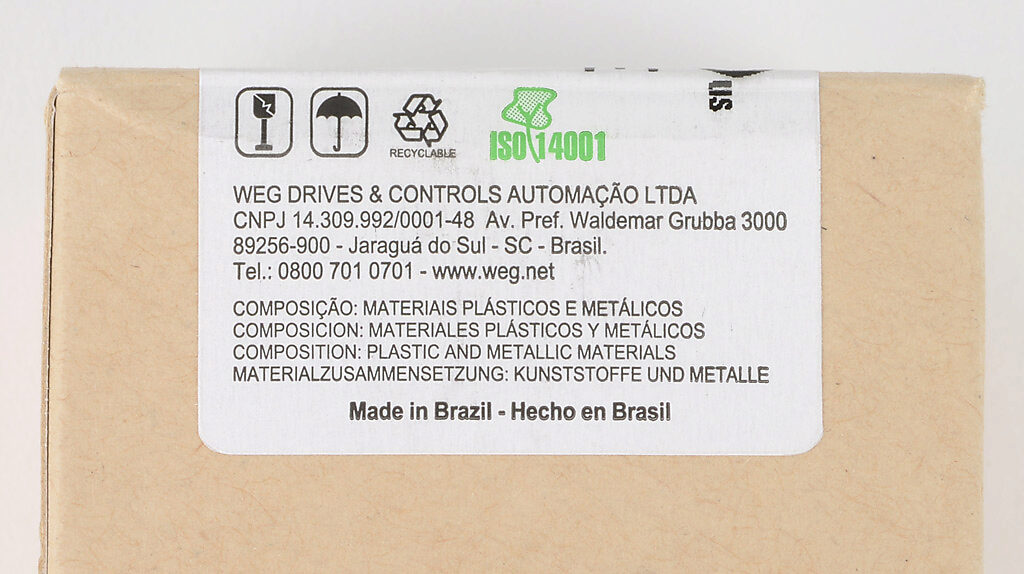 RECYCLABLE
ISO 14001
WEG DRIVES & CONTROLS AUTOMAÇÃO LTDA
CNPJ 14.309.992/0001-48 Av. Pref. Waldemar Grubba 3000
89256-900 - Jaraguá do Sul - SC - Brasil.
Tel.: 0800 701 0701 - www.weg.net
COMPOSIÇÃO: MATERIAIS PLÁSTICOS E METÁLICOS
COMPOSICION: MATERIALES PLÁSTICOS Y METÁLICOS
COMPOSITION: PLASTIC AND METALLIC MATERIALS
MATERIALZUSAMMENSETZUNG: KUNSTSTOFFE UND METALLE
Made in Brazil - Hecho en Brasil